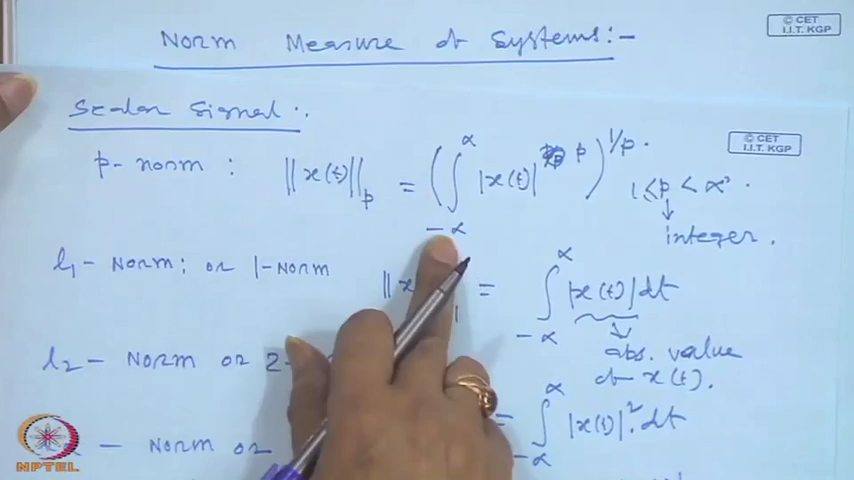 Norm Measure of Systems:-
© CET
I.I.T. KGP
Scalar Signal:
© CET
I.I.T. KGP
p-norm : ||x(t)||p = (∫_{-α}^{α} |x(t)|^p)^{1/p}. 1 ≤ p < α.
integer.
l1- Norm: or 1-Norm ||x 1 = ∫_{-α}^{α} |x(t)|dt
abs. value
of x(t).
l2- Norm or 2- = ∫_{-α}^{α} |x(t)|^2. dt
- Norm or
NPTEL